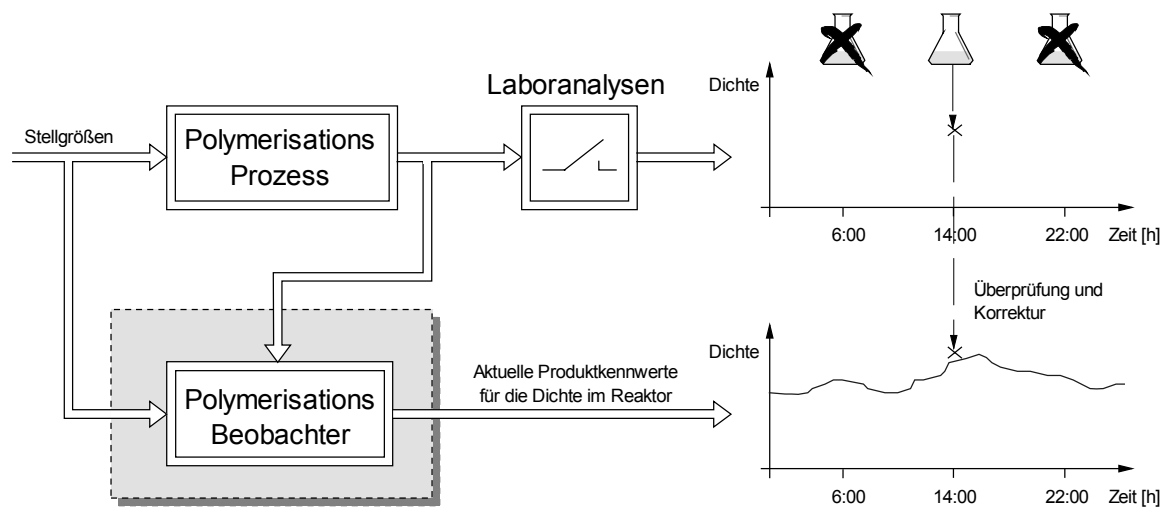 Stellgrößen
Polymerisations
Prozess
Laboranalysen
Dichte
6:00
14:00
22:00
Zeit [h]
Überprüfung und
Korrektur
Polymerisations
Beobachter
Aktuelle Produktkennwerte
für die Dichte im Reaktor
Dichte
6:00
14:00
22:00
Zeit [h]